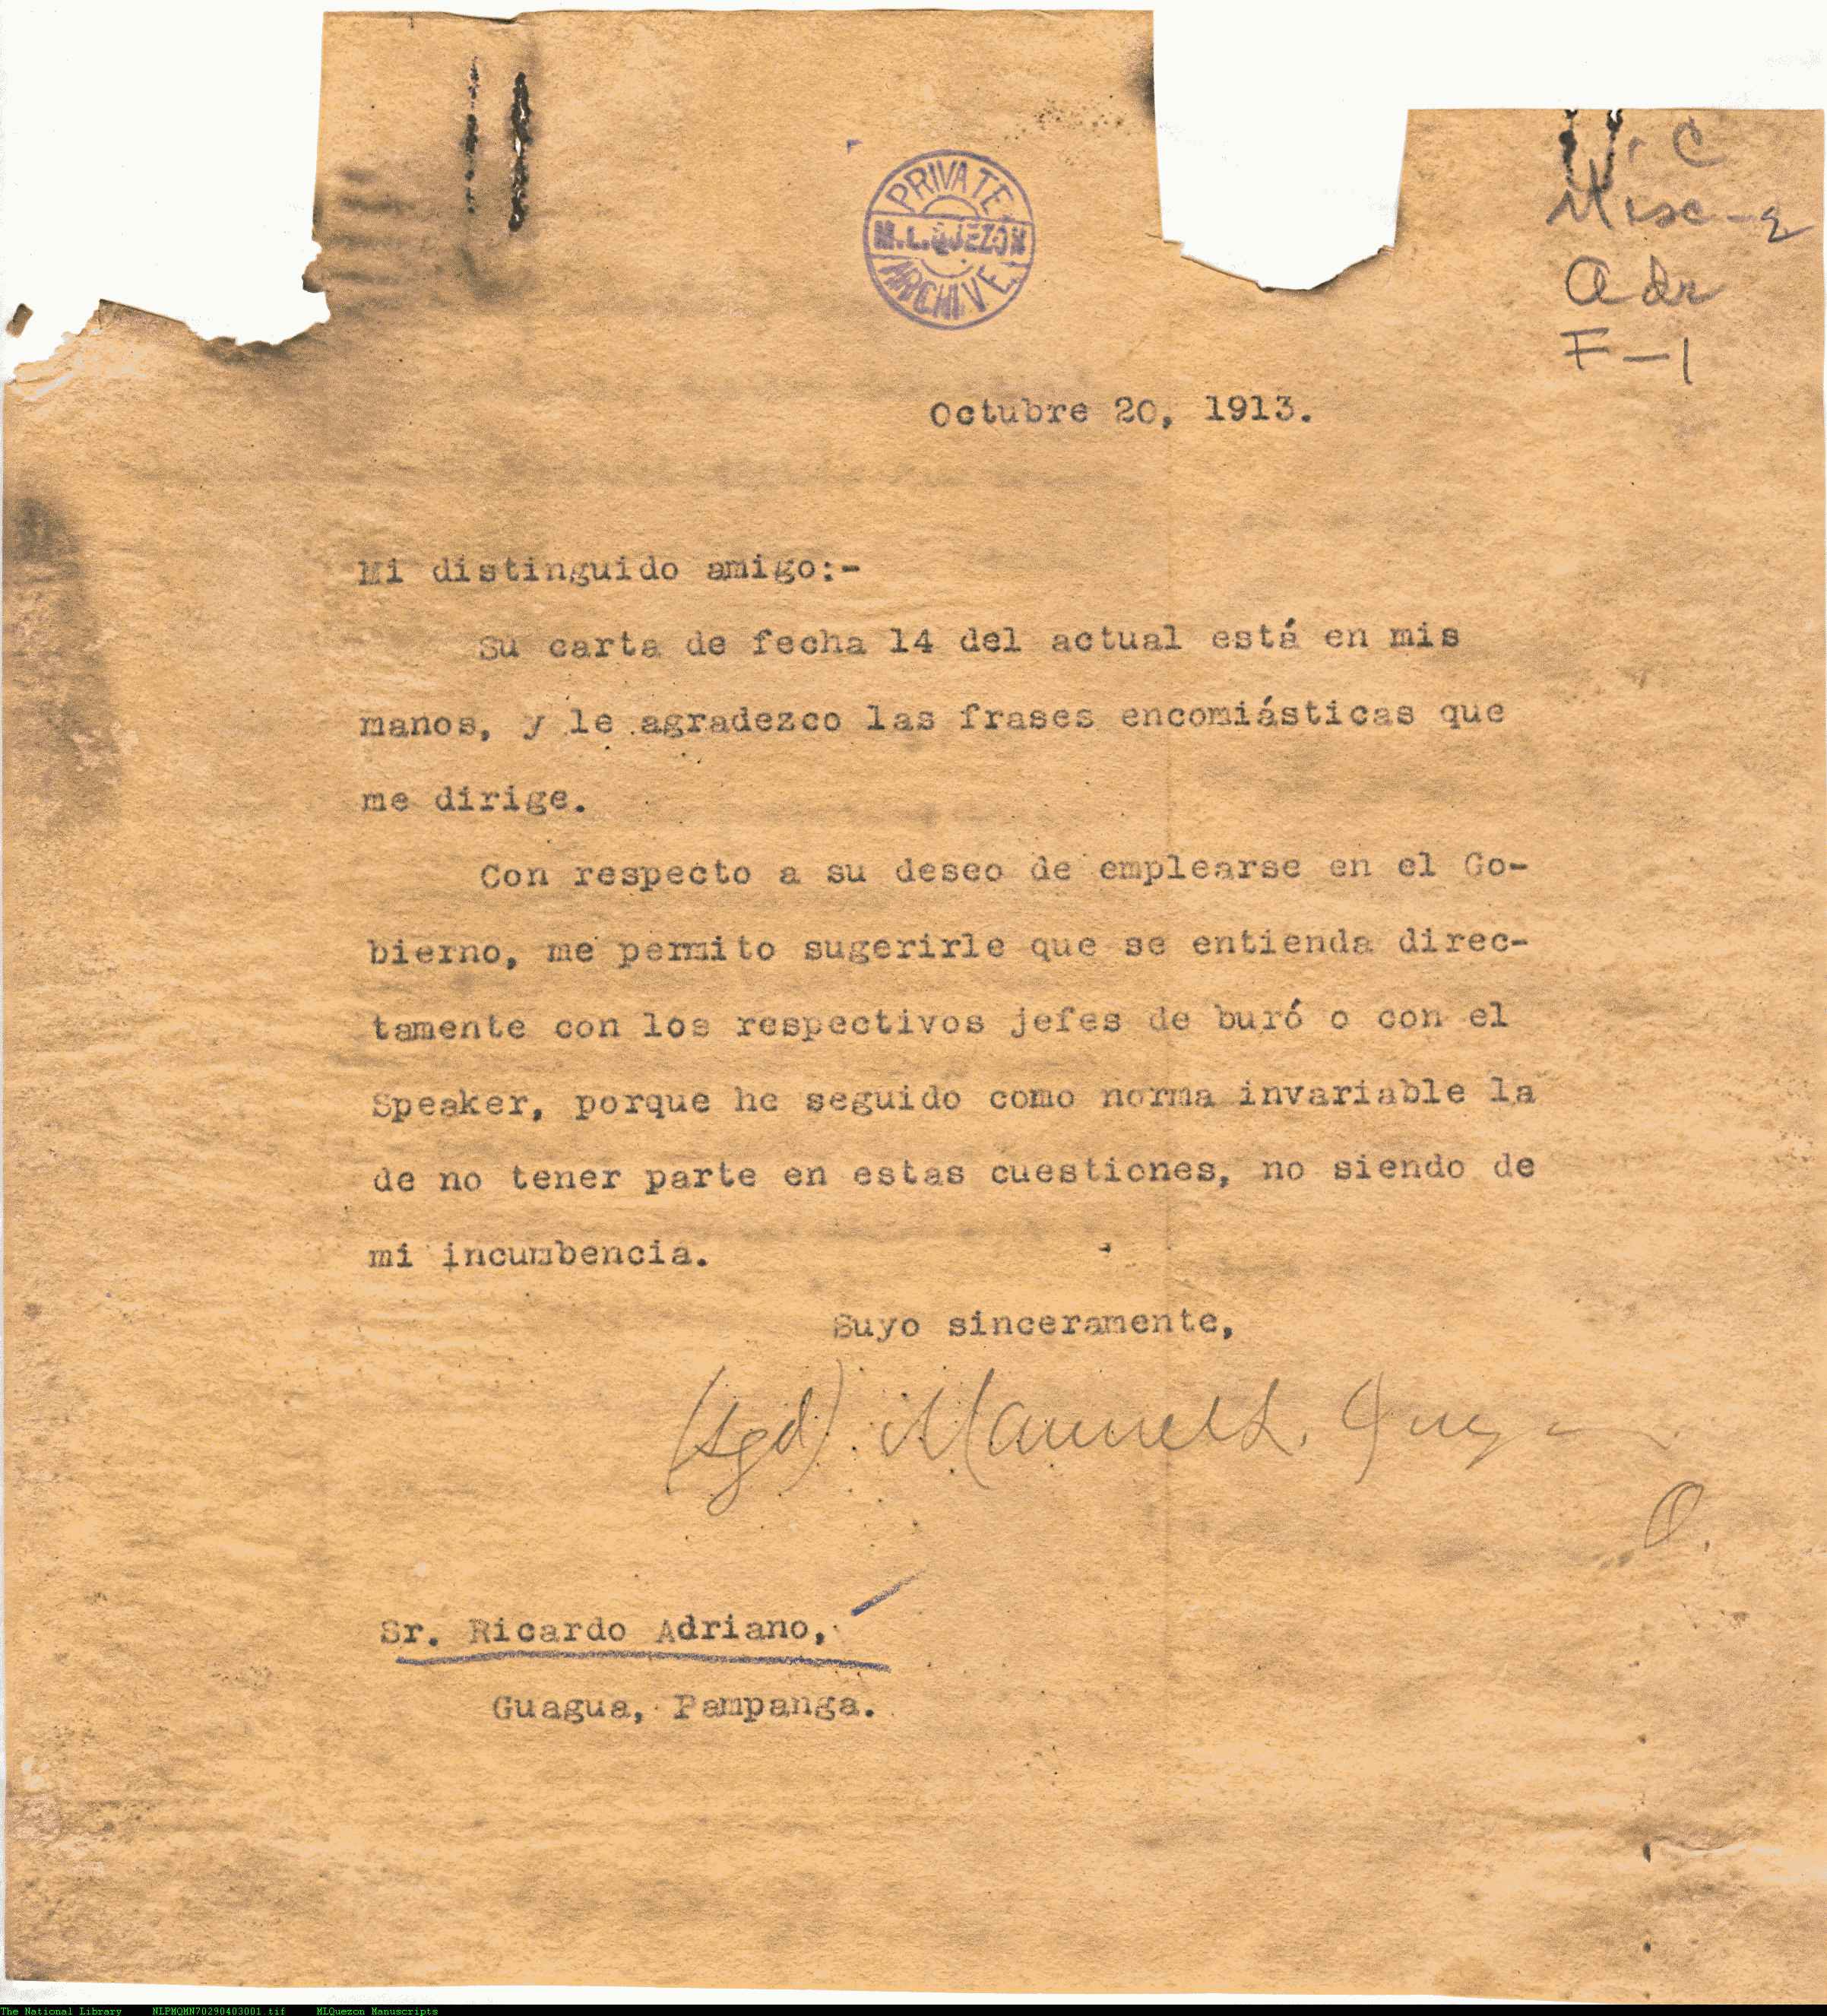 PRIVATE
M.L.QUEZON
ARCHIVE
C
Misc-2
Adr
F-1
Octubre 20, 1913.
Mi distinguido amigo:-
Su carta de fecha 14 del actual está en mis
manos, y le agradezco las frases encomiásticas que
me dirige.
Con respecto a su deseo de emplearse en el Go-
bierno, me permito sugerirle que se entienda direc-
tamente con los respectivos jefes de buró o con el
Speaker, porque he seguido como norma invariable la
de no tener parte en estas cuestiones, no siendo de
mi incumbencia.
Suyo sinceramente,
(sgd) Manuel L. Quezon
Q.
Sr. Ricardo Adriano,
Guagua, Pampanga.
The National Library NLPMQMN70290403001.tif MLQuezon Manuscripts